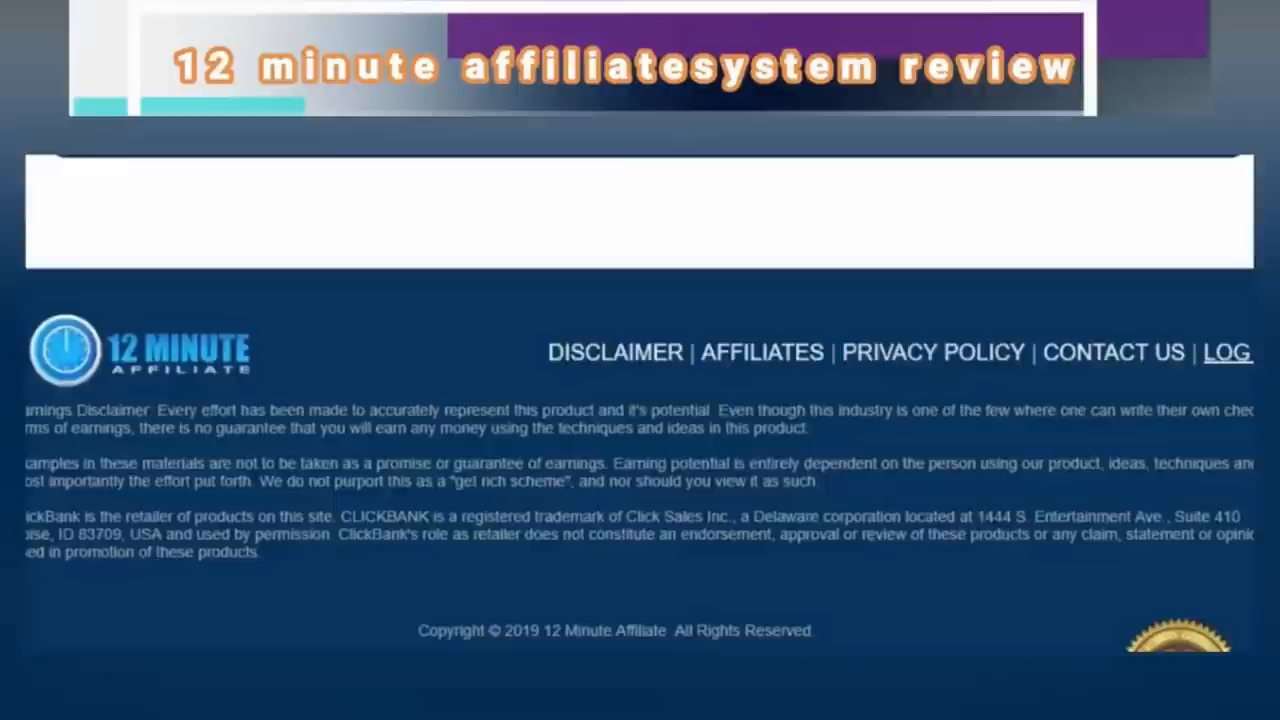 12 minute affiliatesystem review
12 MINUTE
AFFILIATE
DISCLAIMER | AFFILIATES | PRIVACY POLICY | CONTACT US | LOG
rnings Disclaimer: Every effort has been made to accurately represent this product and it's potential. Even though this industry is one of the few where one can write their own chec
rms of earnings, there is no guarantee that you will earn any money using the techniques and ideas in this product.
amples in these materials are not to be taken as a promise or guarantee of earnings. Earning potential is entirely dependent on the person using our product, ideas, techniques and
ost importantly the effort put forth. We do not purport this as a "get rich scheme", and nor should you view it as such.
ickBank is the retailer of products on this site. CLICKBANK is a registered trademark of Click Sales Inc., a Delaware corporation located at 1444 S. Entertainment Ave., Suite 410
oise, ID 83709, USA and used by permission. ClickBank's role as retailer does not constitute an endorsement, approval or review of these products or any claim, statement or opinic
ed in promotion of these products.
Copyright © 2019 12 Minute Affiliate. All Rights Reserved.